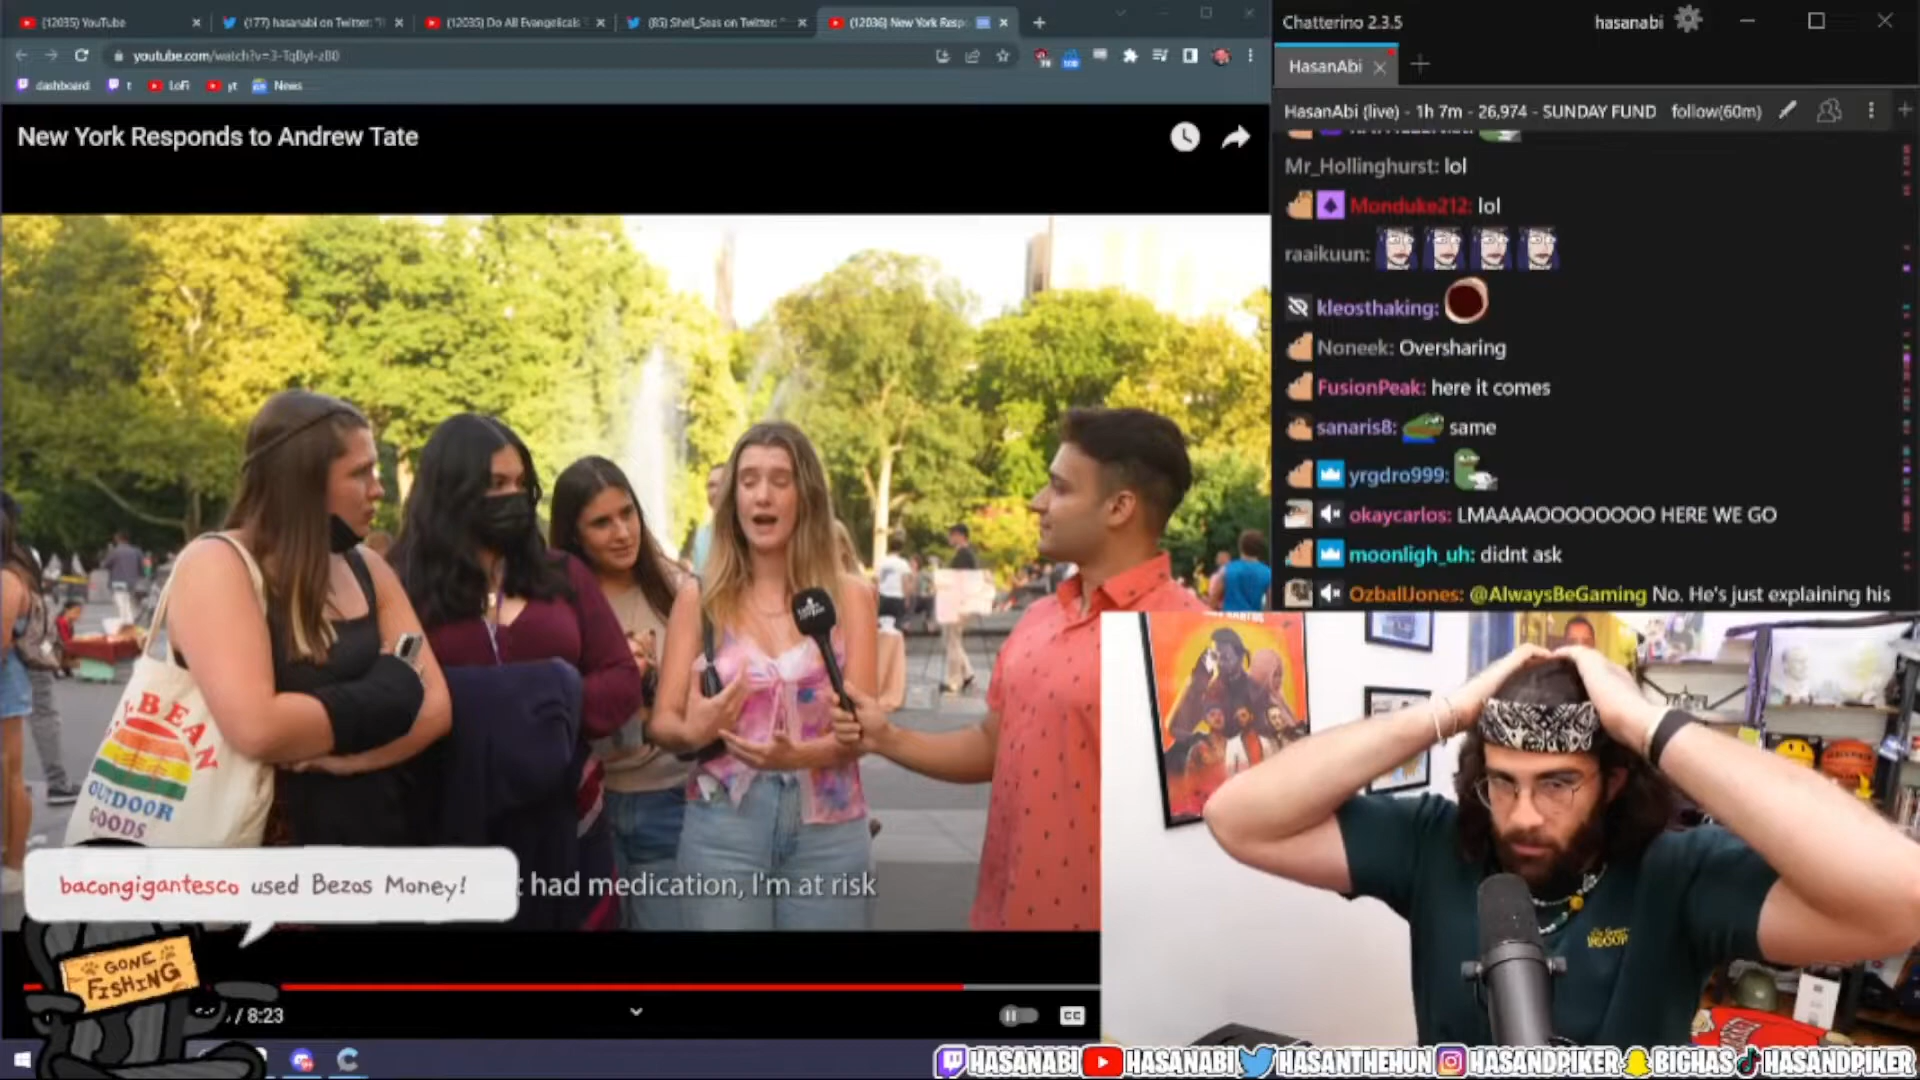 (12035) YouTube
(177) hasanabi on Twitter: "
(12035) Do All Evangelicals
(85) Shell_Seas on Twitter: "
(12036) New York Resp
youtube.com/watch?v=3-TqByI-zB0
dashboard
t
LoFi
yt
News
New York Responds to Andrew Tate
J-BEAN
OUTDOOR
GOODS
bacongigantesco used Bezos Money!
had medication, I'm at risk
GONE
FISHING
/ 8:23
CC
Chatterino 2.3.5
hasanabi
HasanAbi
HasanAbi (live) - 1h 7m - 26,974 - SUNDAY FUND
follow(60m)
Mr_Hollinghurst: lol
Monduke212: lol
raaikuun:
kleosthaking:
Noneek: Oversharing
FusionPeak: here it comes
sanaris8: same
yrgdro999:
okaycarlos: LMAAAAOOOOOOOO HERE WE GO
moonligh_uh: didnt ask
OzballJones: @AlwaysBeGaming No. He's just explaining his
HASANABI
HASANABI
HASANTHEHUN
HASANDPIKER
BIGHAS
HASANDPIKER